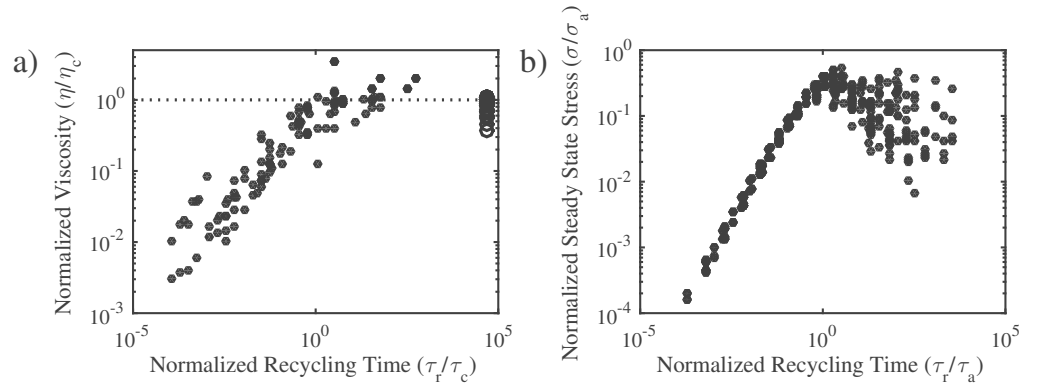 a)
Normalized Viscosity (η/η_c)
10^0
10^-1
10^-2
10^-3
10^-5
10^0
10^5
Normalized Recycling Time (τ_r/τ_c)
b)
Normalized Steady State Stress (σ/σ_a)
10^0
10^-1
10^-2
10^-3
10^-4
10^-5
10^0
10^5
Normalized Recycling Time (τ_r/τ_a)